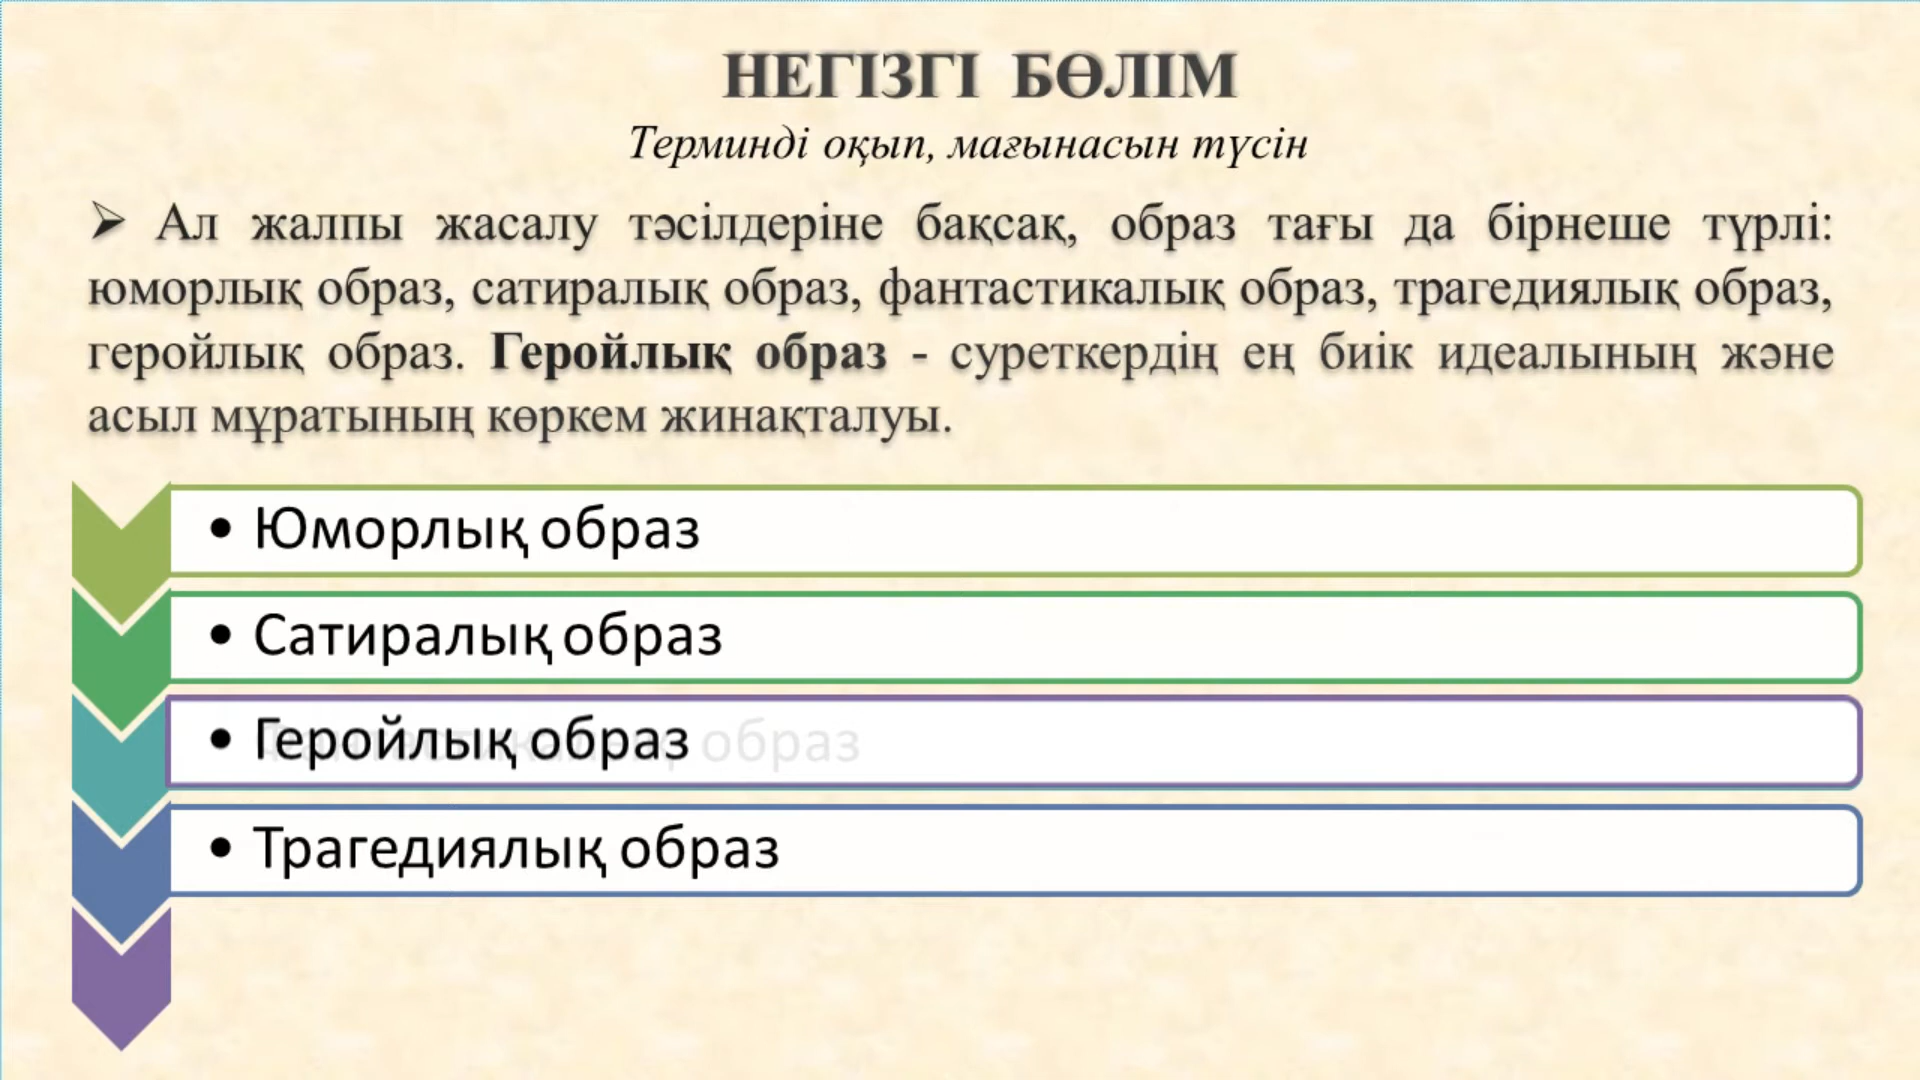 НЕГІЗГІ БӨЛІМ
Терминді оқып, мағынасын түсін
➢ Ал жалпы жасалу тәсілдеріне бақсақ, образ тағы да бірнеше түрлі:
юморлық образ, сатиралық образ, фантастикалық образ, трагедиялық образ,
геройлық образ. Геройлық образ - суреткердің ең биік идеалының және
асыл мұратының көркем жинақталуы.
• Юморлық образ
• Сатиралық образ
• Геройлық образ
образ
• Трагедиялық образ